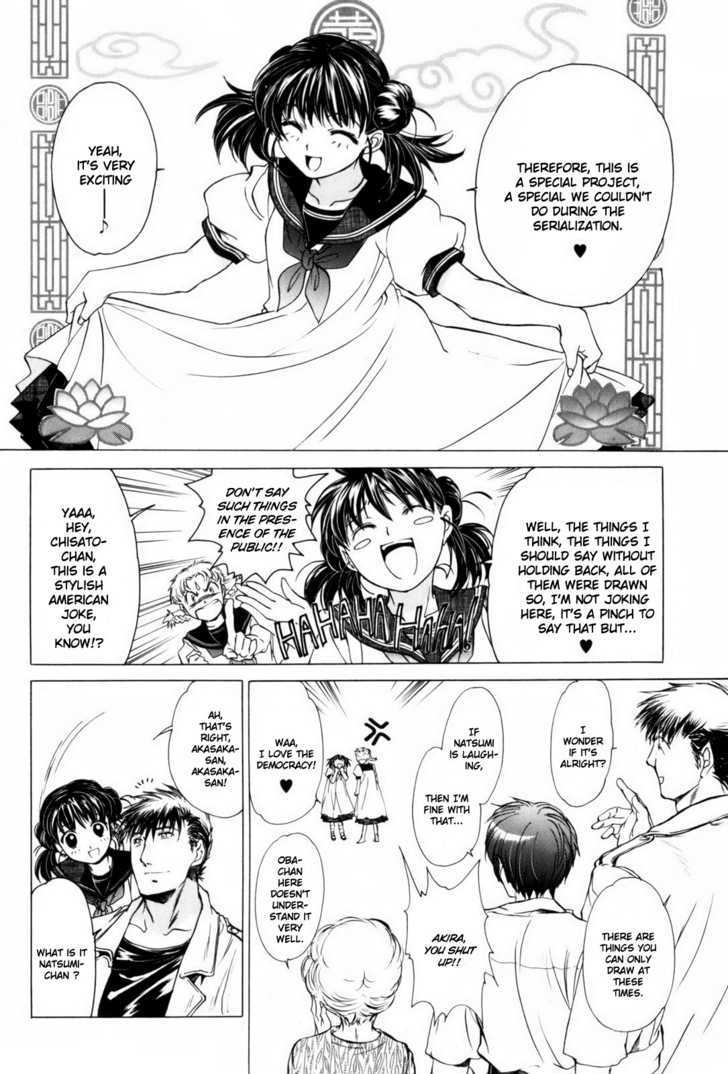 THEREFORE, THIS IS
A SPECIAL PROJECT,
A SPECIAL WE COULDN'T
DO DURING THE
SERIALIZATION.
♥
YEAH,
IT'S VERY
EXCITING
♪
WELL, THE THINGS I
THINK, THE THINGS I
SHOULD SAY WITHOUT
HOLDING BACK, ALL OF
THEM WERE DRAWN
SO, I'M NOT JOKING
HERE, IT'S A PINCH TO
SAY THAT BUT...
♥
HAHAHAHAHA!
DON'T SAY
SUCH THINGS
IN THE PRES-
ENCE OF THE
PUBLIC!!
YAAA,
HEY,
CHISATO-
CHAN,
THIS IS A
STYLISH
AMERICAN
JOKE,
YOU
KNOW!?
I
WONDER
IF IT'S
ALRIGHT?
THERE ARE
THINGS YOU
CAN ONLY
DRAW AT
THESE
TIMES.
IF
NATSUMI
IS LAUGH-
ING,
THEN I'M
FINE WITH
THAT...
AKIRA,
YOU SHUT
UP!!
WAA,
I LOVE THE
DEMOCRACY!
♥
OBA-
CHAN
HERE
DOESN'T
UNDER-
STAND IT
VERY
WELL.
AH,
THAT'S
RIGHT,
AKASAKA-
SAN,
AKASAKA-
SAN!
WHAT IS IT
NATSUMI-
CHAN ?